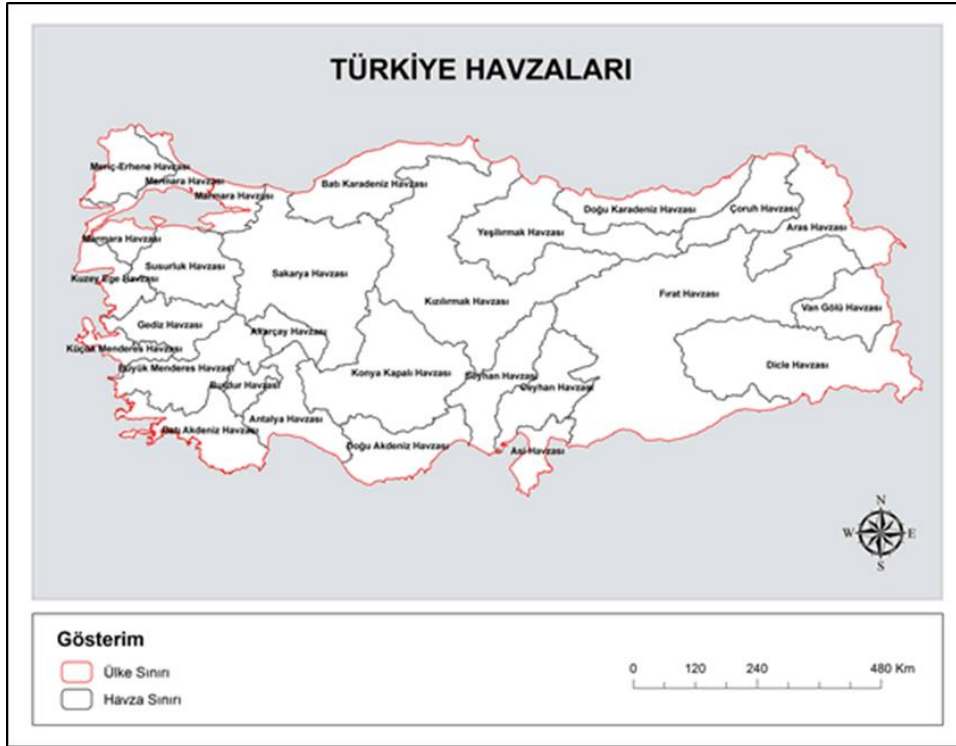 TÜRKİYE HAVZALARI
Meriç-Erhene Havzası
Marmara Havzası
Marmara Havzası
Batı Karadeniz Havzası
Doğu Karadeniz Havzası
Çoruh Havzası
Aras Havzası
Yeşilırmak Havzası
Marmara Havzası
Susurluk Havzası
Sakarya Havzası
Kuzey Ege Havzası
Kızılırmak Havzası
Fırat Havzası
Van Gölü Havzası
Gediz Havzası
Akarçay Havzası
Küçük Menderes Havzası
Büyük Menderes Havzası
Burdur Havzası
Konya Kapalı Havzası
Seyhan Havzası
Ceyhan Havzası
Dicle Havzası
Antalya Havzası
Batı Akdeniz Havzası
Doğu Akdeniz Havzası
Asi Havzası
N
W E
S
Gösterim
Ülke Sınırı
Havza Sınırı
0 120 240 480 Km